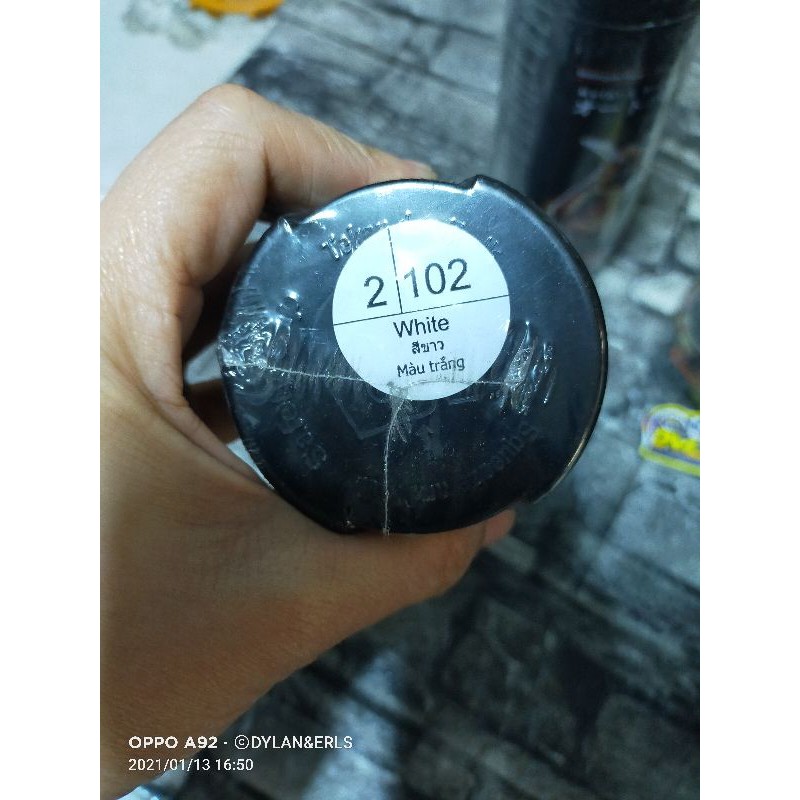 2 102
White
สีขาว
Màu trắng
OPPO A92 · ©DYLAN&ERLS
2021/01/13 16:50